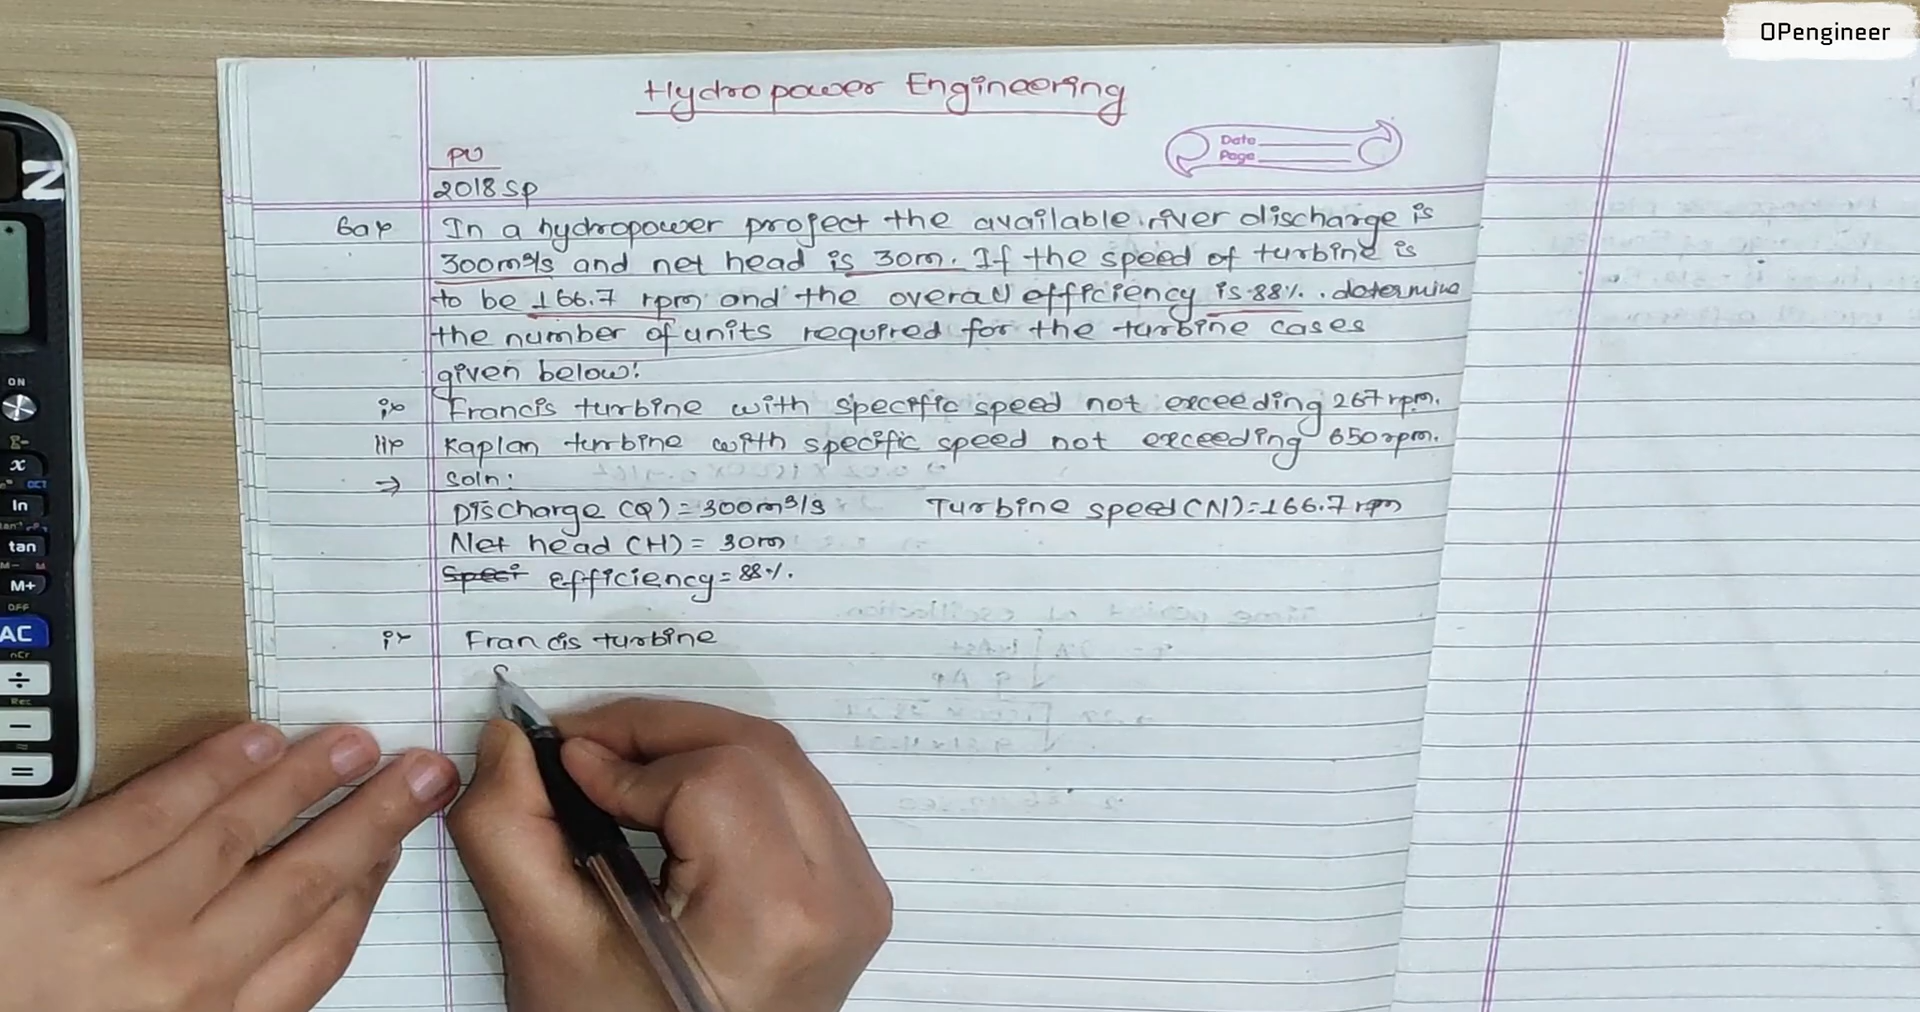 OPengineer
Hydropower Engineering
Date
Page
PU
2018 Sp
6a) In a hydropower project the available river discharge is
300m³/s and net head is 30m. If the speed of turbine is
to be 166.7 rpm and the overall efficiency is 88%. determine
the number of units required for the turbine cases
given below:
i) Francis turbine with specific speed not exceeding 267 rpm.
ii) Kaplan turbine with specific speed not exceeding 650 rpm.
→ Soln:
Discharge (Q) = 300m³/s Turbine speed (N) = 166.7 rpm
Net head (H) = 30m
efficiency = 88%.
i) Francis turbine
ON
x
ln
tan
M+
OFF
AC
nCr
÷
Rec
−
=